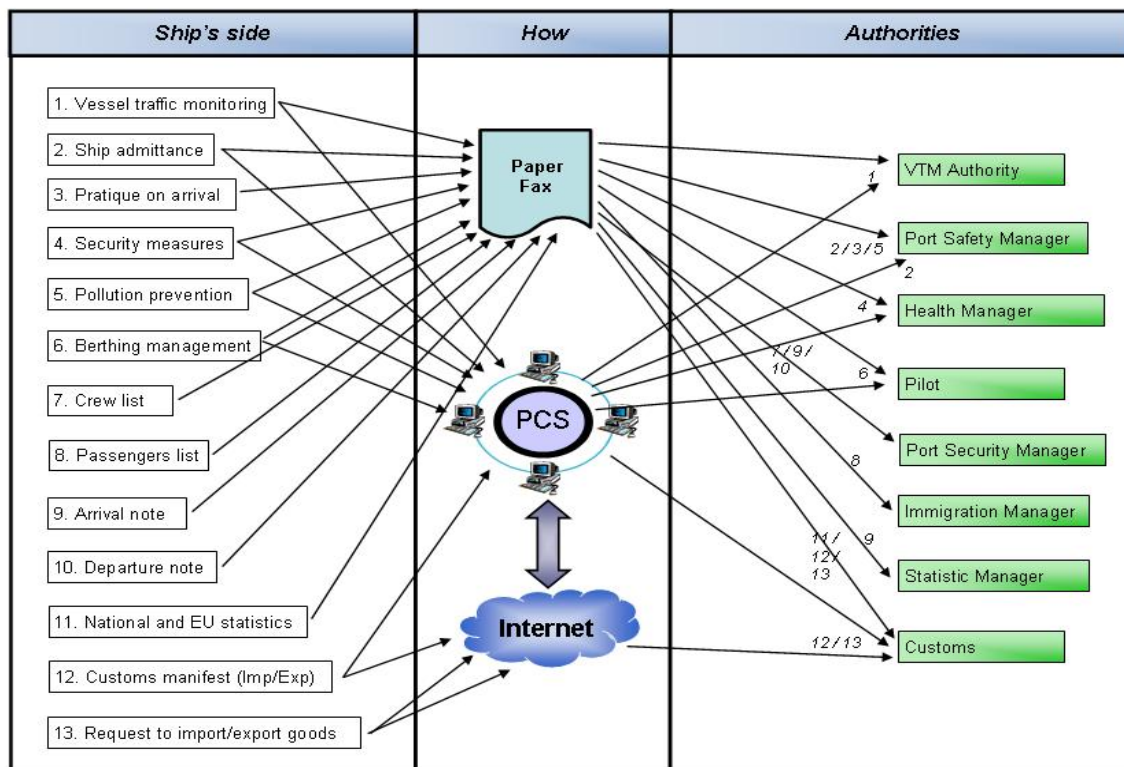 Ship's side
How
Authorities
1. Vessel traffic monitoring
2. Ship admittance
3. Pratique on arrival
4. Security measures
5. Pollution prevention
6. Berthing management
7. Crew list
8. Passengers list
9. Arrival note
10. Departure note
11. National and EU statistics
12. Customs manifest (Imp/Exp)
13. Request to import/export goods
Paper
Fax
PCS
Internet
1
2/3/5
2
4
7/9/
10
6
8
11/
12/
13
9
12/13
VTM Authority
Port Safety Manager
Health Manager
Pilot
Port Security Manager
Immigration Manager
Statistic Manager
Customs